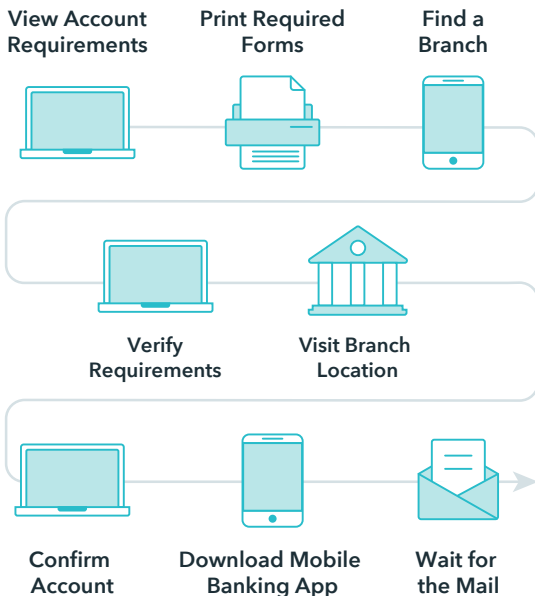 View Account
Requirements
Print Required
Forms
Find a
Branch
Verify
Requirements
Visit Branch
Location
Confirm
Account
Download Mobile
Banking App
Wait for
the Mail